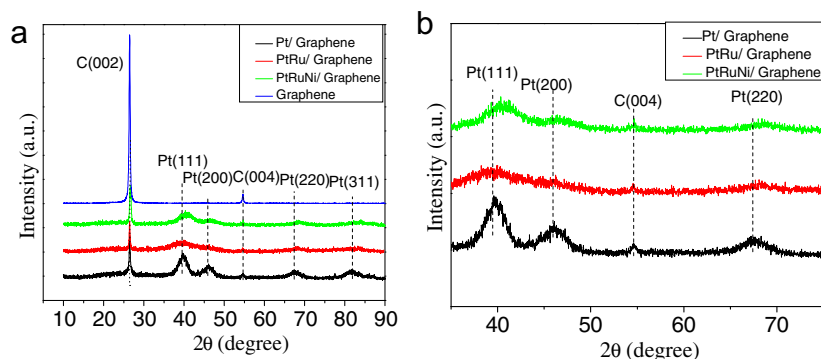 a
C(002)
Pt/ Graphene
PtRu/ Graphene
PtRuNi/ Graphene
Graphene
Pt(111)
Pt(200)
C(004)
Pt(220)
Pt(311)
Intensity (a.u.)
10 20 30 40 50 60 70 80 90
2θ (degree)
b
Pt/ Graphene
PtRu/ Graphene
PtRuNi/ Graphene
Pt(111)
Pt(200)
C(004)
Pt(220)
Intensity (a.u.)
40 50 60 70
2θ (degree)